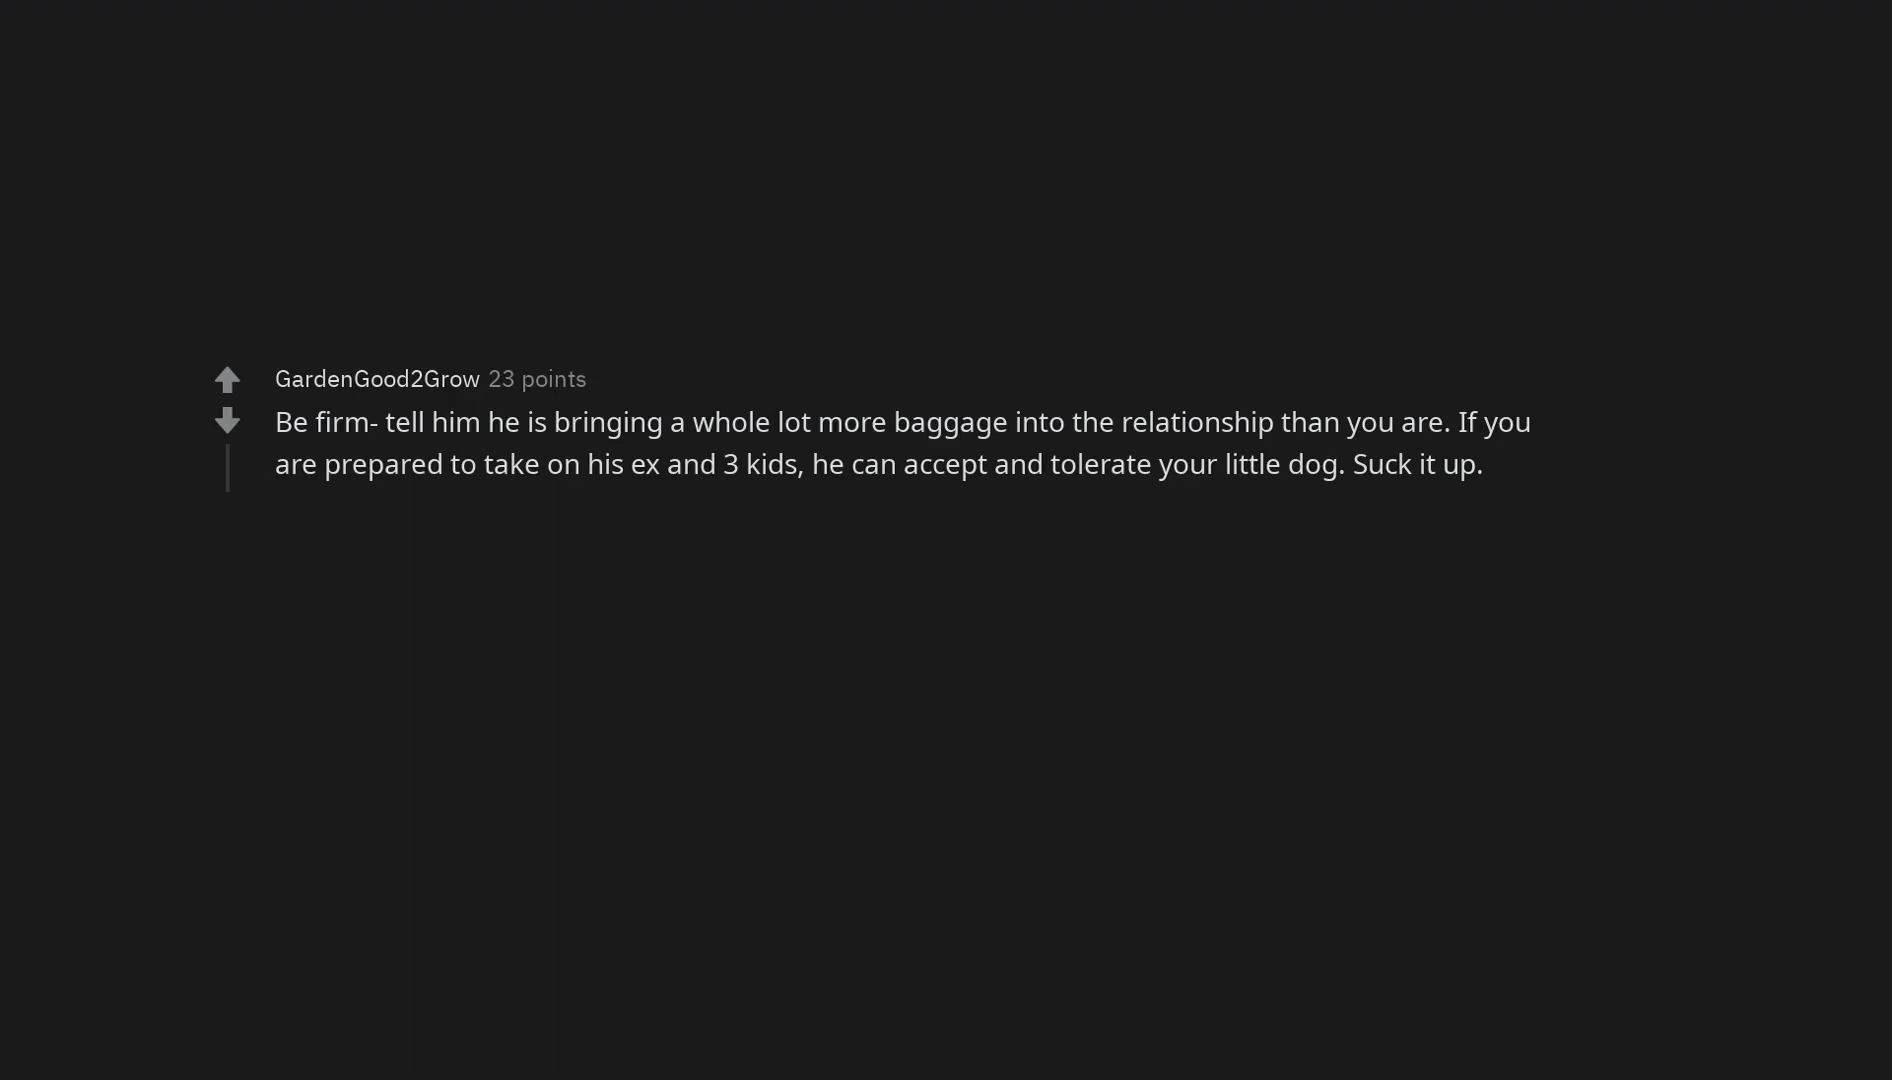 GardenGood2Grow 23 points
Be firm- tell him he is bringing a whole lot more baggage into the relationship than you are. If you
are prepared to take on his ex and 3 kids, he can accept and tolerate your little dog. Suck it up.